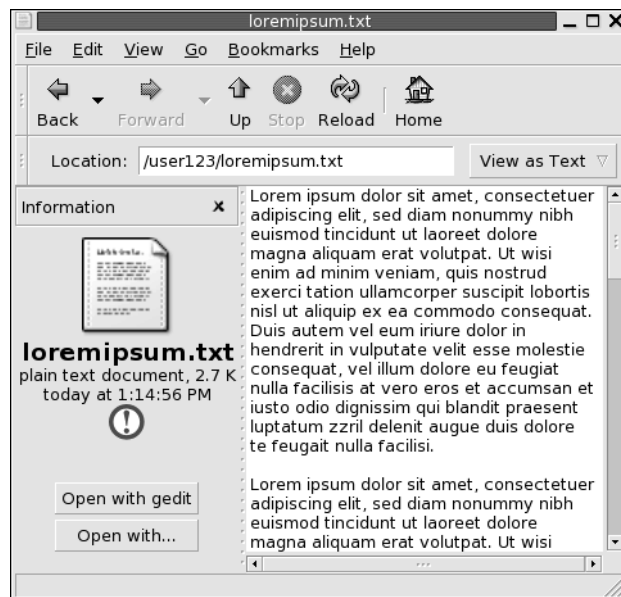 loremipsum.txt
File Edit View Go Bookmarks Help
Back Forward Up Stop Reload Home
Location: /user123/loremipsum.txt View as Text
Information
loremipsum.txt
plain text document, 2.7 K
today at 1:14:56 PM
Open with gedit
Open with...
Lorem ipsum dolor sit amet, consectetuer
adipiscing elit, sed diam nonummy nibh
euismod tincidunt ut laoreet dolore
magna aliquam erat volutpat. Ut wisi
enim ad minim veniam, quis nostrud
exerci tation ullamcorper suscipit lobortis
nisl ut aliquip ex ea commodo consequat.
Duis autem vel eum iriure dolor in
hendrerit in vulputate velit esse molestie
consequat, vel illum dolore eu feugiat
nulla facilisis at vero eros et accumsan et
iusto odio dignissim qui blandit praesent
luptatum zzril delenit augue duis dolore
te feugait nulla facilisi.
Lorem ipsum dolor sit amet, consectetuer
adipiscing elit, sed diam nonummy nibh
euismod tincidunt ut laoreet dolore
magna aliquam erat volutpat. Ut wisi